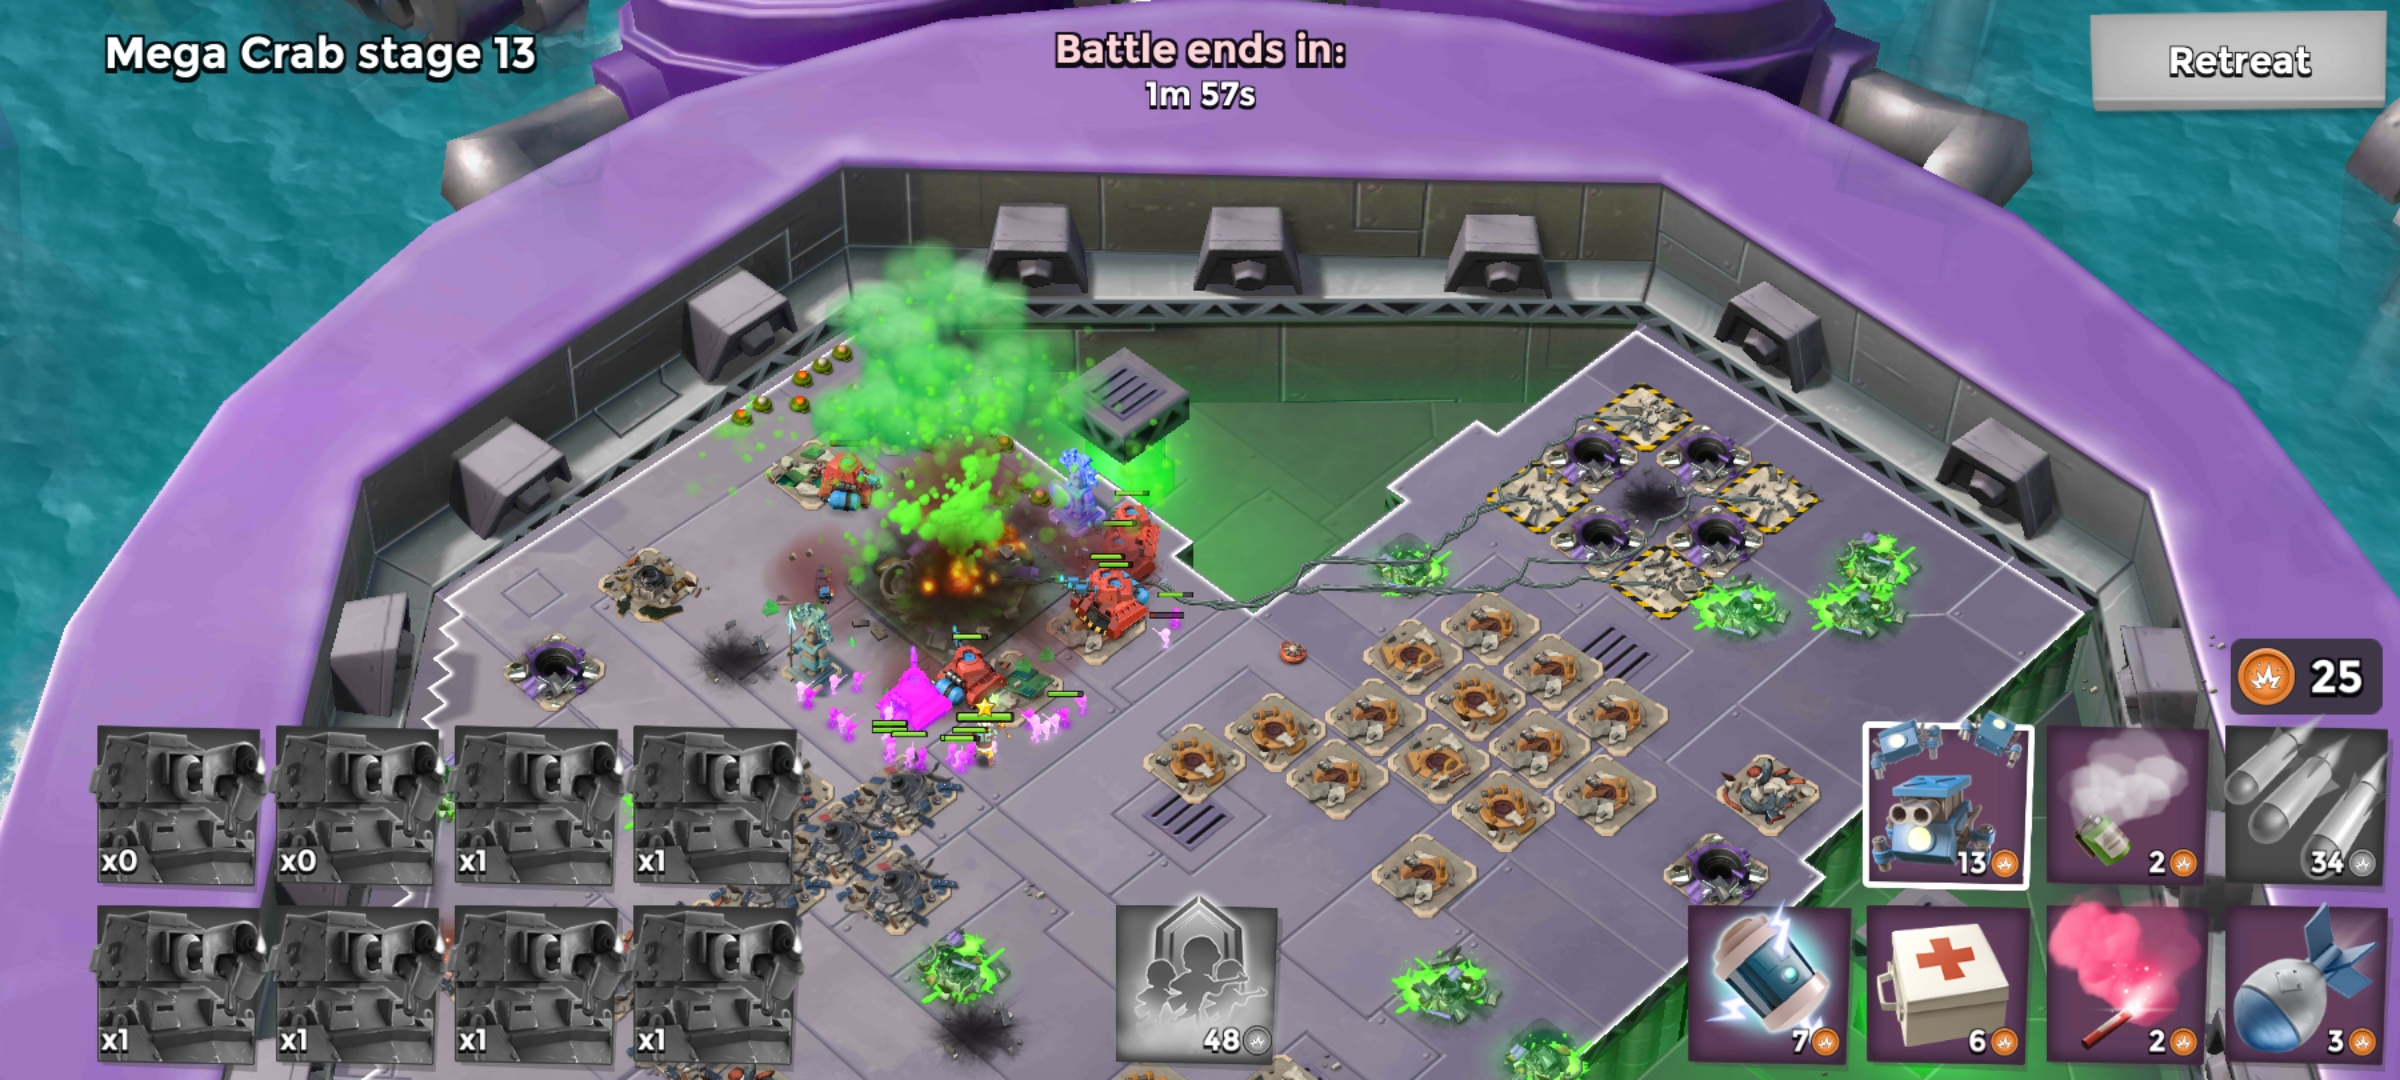 Mega Crab stage 13
Battle ends in:
1m 57s
Retreat
25
x0
x0
x1
x1
13
2
34
x1
x1
x1
x1
48
7
6
2
3